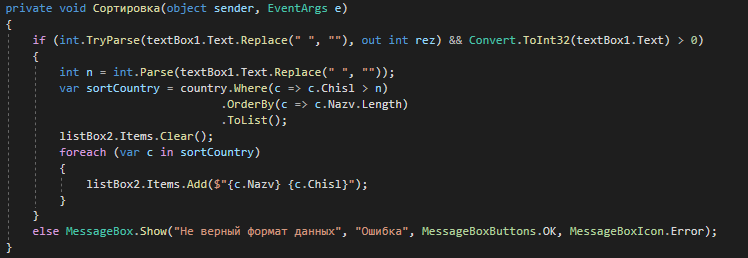 private void Сортировка(object sender, EventArgs e)
{
if (int.TryParse(textBox1.Text.Replace(" ", ""), out int rez) && Convert.ToInt32(textBox1.Text) > 0)
{
int n = int.Parse(textBox1.Text.Replace(" ", ""));
var sortCountry = country.Where(c => c.Chisl > n)
.OrderBy(c => c.Nazv.Length)
.ToList();
listBox2.Items.Clear();
foreach (var c in sortCountry)
{
listBox2.Items.Add($"{c.Nazv} {c.Chisl}");
}
}
else MessageBox.Show("Не верный формат данных", "Ошибка", MessageBoxButtons.OK, MessageBoxIcon.Error);
}